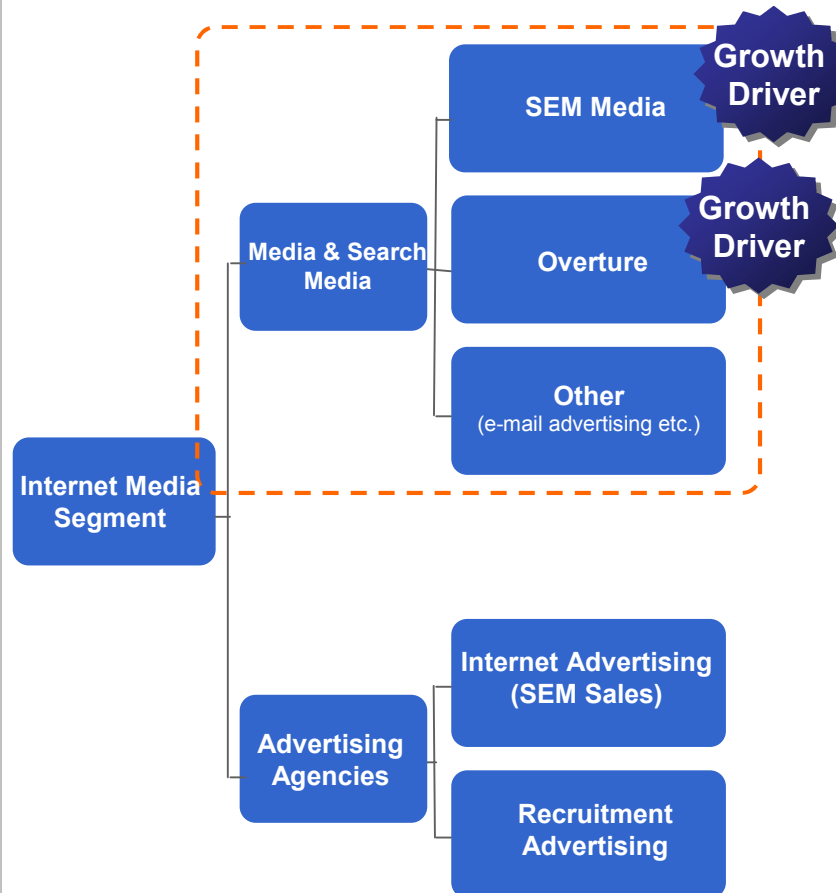 Growth
Driver
SEM Media
Growth
Driver
Media & Search
Media
Overture
Other
(e-mail advertising etc.)
Internet Media
Segment
Internet Advertising
(SEM Sales)
Advertising
Agencies
Recruitment
Advertising